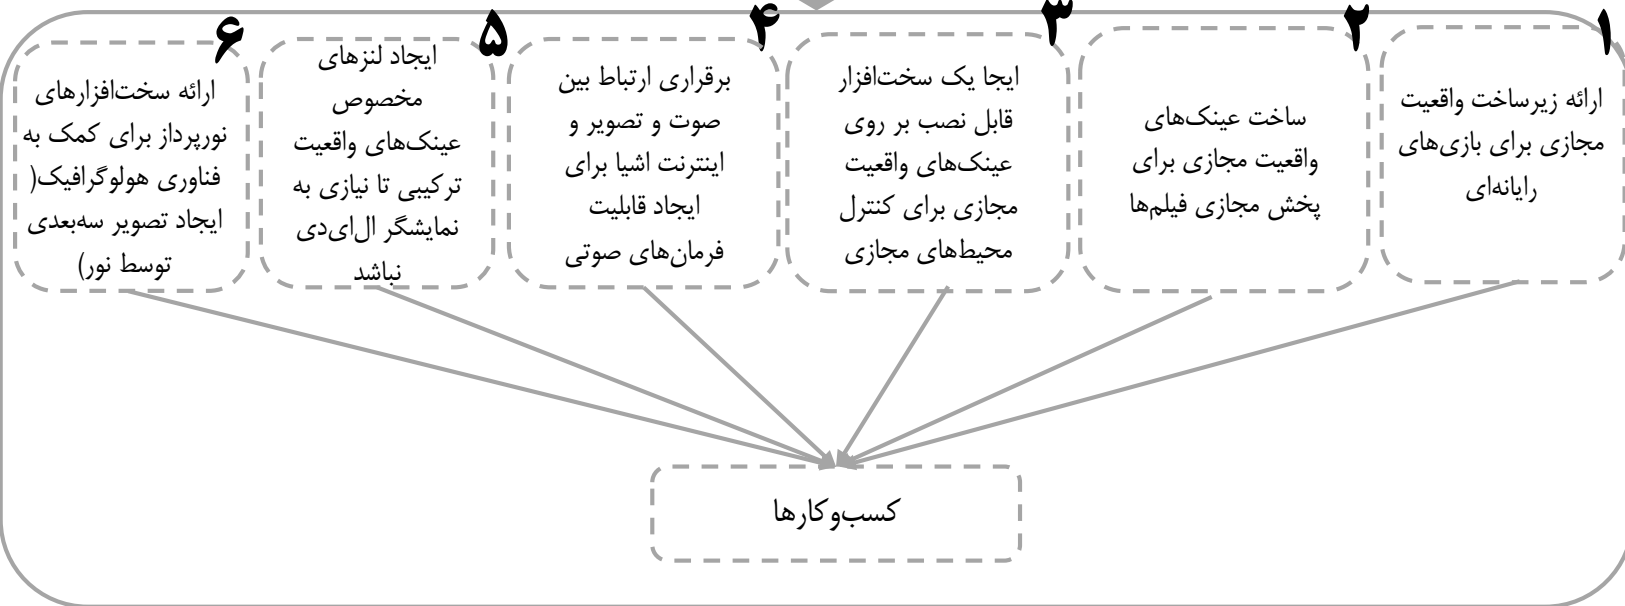 ۱
ارائه زیرساخت واقعیت
مجازی برای بازی‌های
رایانه‌ای
۲
ساخت عینک‌های
واقعیت مجازی برای
پخش مجازی فیلم‌ها
۳
ایجا یک سخت‌افزار
قابل نصب بر روی
عینک‌های واقعیت
مجازی برای کنترل
محیط‌های مجازی
۴
برقراری ارتباط بین
صوت و تصویر و
اینترنت اشیا برای
ایجاد قابلیت
فرمان‌های صوتی
۵
ایجاد لنزهای
مخصوص
عینک‌های واقعیت
ترکیبی تا نیازی به
نمایشگر ال‌ای‌دی
نباشد
۶
ارائه سخت‌افزارهای
نورپرداز برای کمک به
فناوری هولوگرافیک(
ایجاد تصویر سه‌بعدی
توسط نور)
کسب‌وکارها